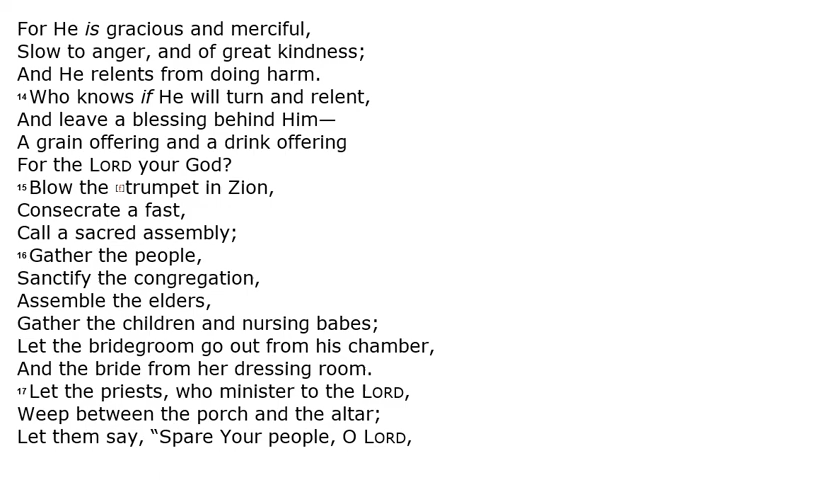 For He is gracious and merciful,
Slow to anger, and of great kindness;
And He relents from doing harm.
14 Who knows if He will turn and relent,
And leave a blessing behind Him—
A grain offering and a drink offering
For the LORD your God?
15 Blow the [f]trumpet in Zion,
Consecrate a fast,
Call a sacred assembly;
16 Gather the people,
Sanctify the congregation,
Assemble the elders,
Gather the children and nursing babes;
Let the bridegroom go out from his chamber,
And the bride from her dressing room.
17 Let the priests, who minister to the LORD,
Weep between the porch and the altar;
Let them say, “Spare Your people, O LORD,